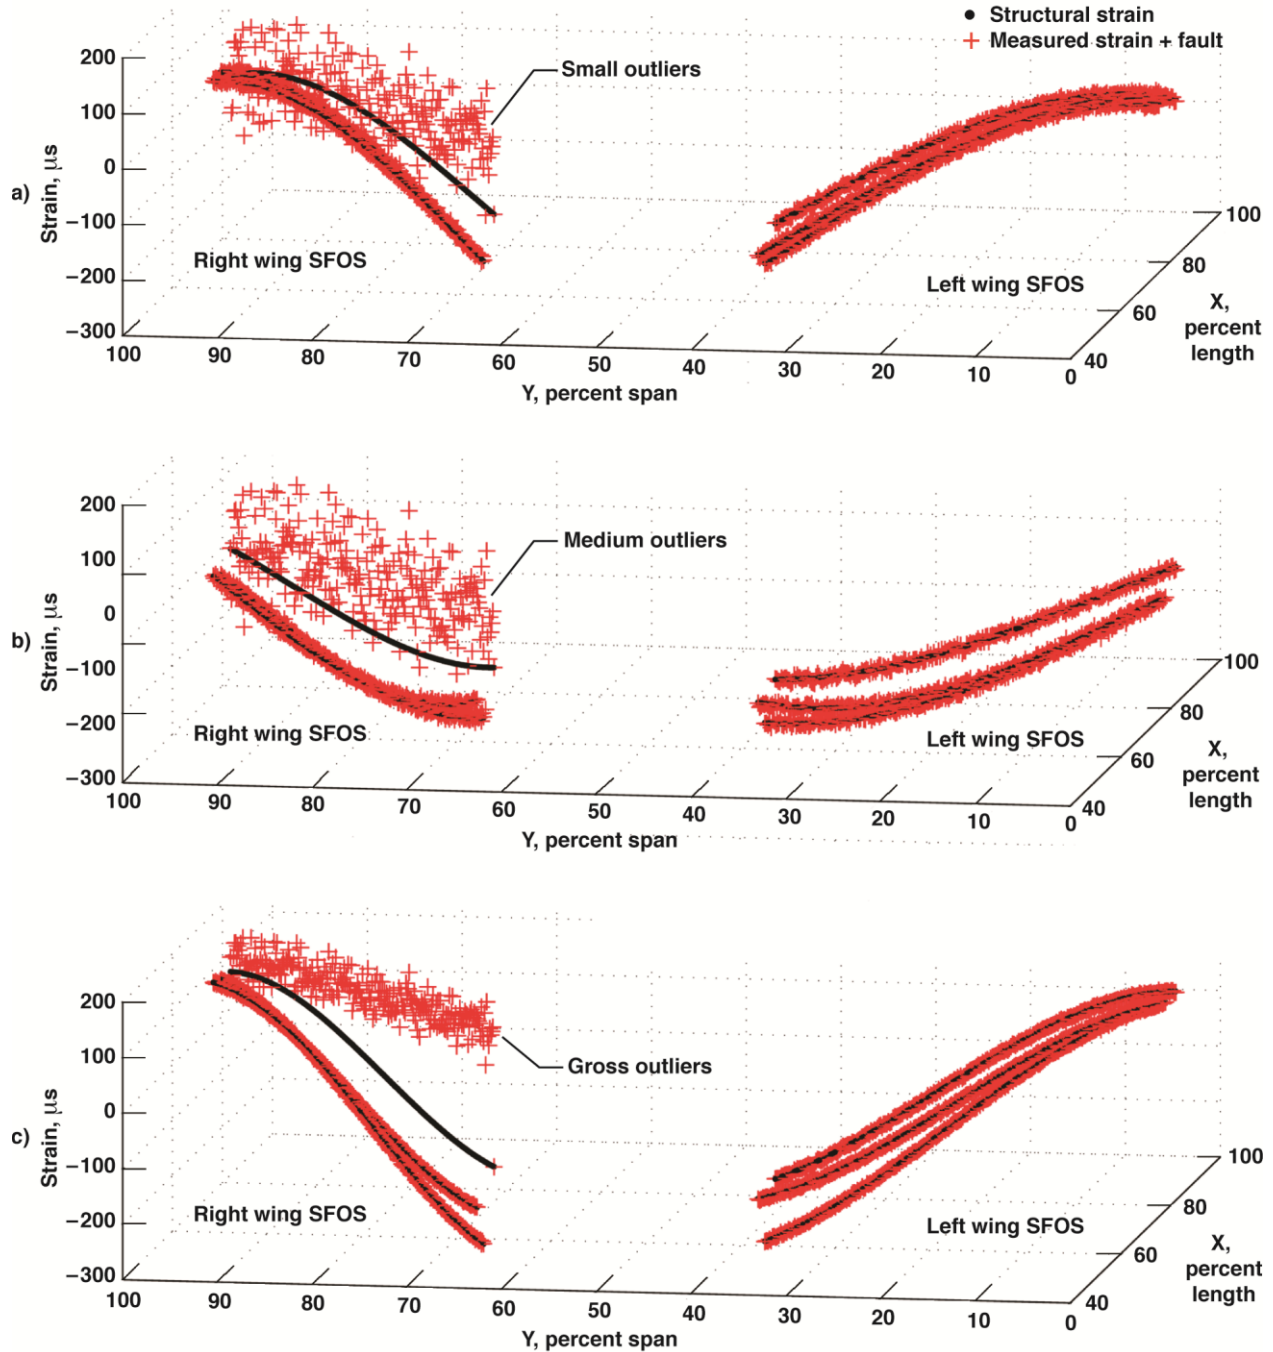 Structural strain
Measured strain + fault
Small outliers
200
100
0
−100
−200
−300
Strain, μs
a)
Right wing SFOS
Left wing SFOS
100
80
60
40
X,
percent
length
100 90 80 70 60 50 40 30 20 10 0
Y, percent span
Medium outliers
200
100
0
−100
−200
−300
Strain, μs
b)
Right wing SFOS
Left wing SFOS
100
80
60
40
X,
percent
length
100 90 80 70 60 50 40 30 20 10 0
Y, percent span
Gross outliers
200
100
0
−100
−200
−300
Strain, μs
c)
Right wing SFOS
Left wing SFOS
100
80
60
40
X,
percent
length
100 90 80 70 60 50 40 30 20 10 0
Y, percent span